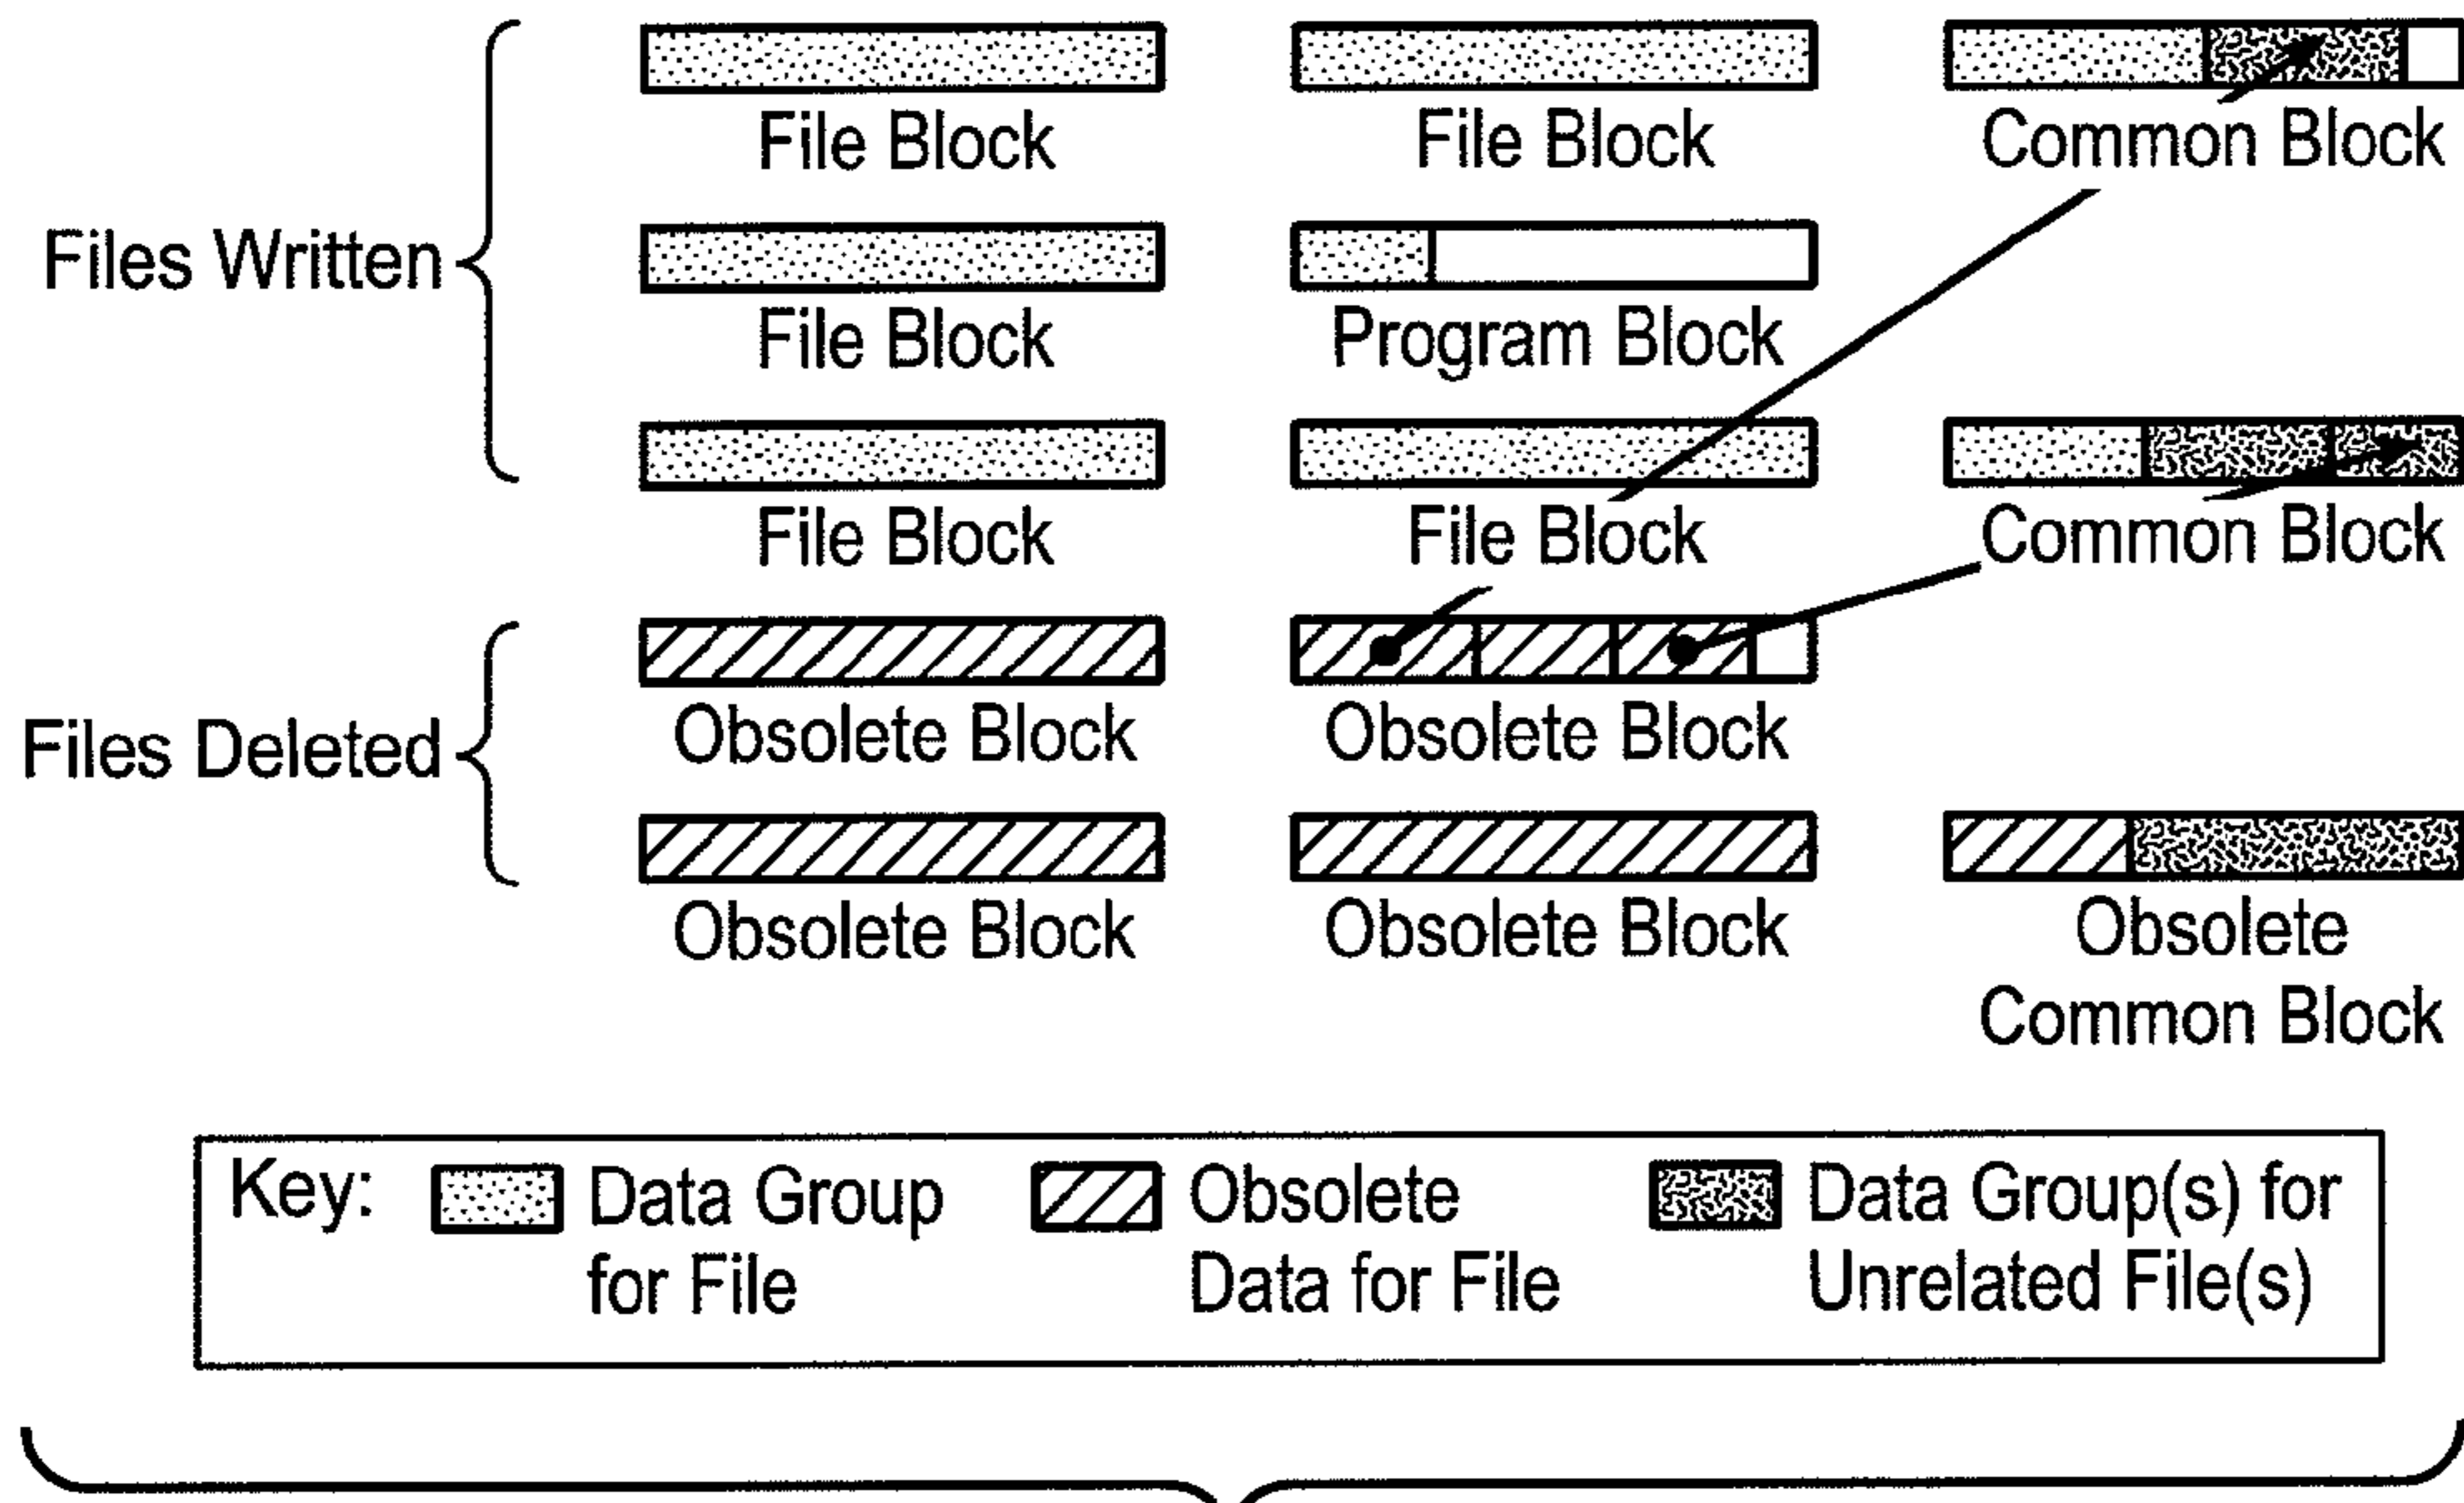 File Block
File Block
Common Block
Files Written
File Block
Program Block
File Block
File Block
Common Block
Files Deleted
Obsolete Block
Obsolete Block
Obsolete Block
Obsolete Block
Obsolete
Common Block
Key:
Data Group
for File
Obsolete
Data for File
Data Group(s) for
Unrelated File(s)